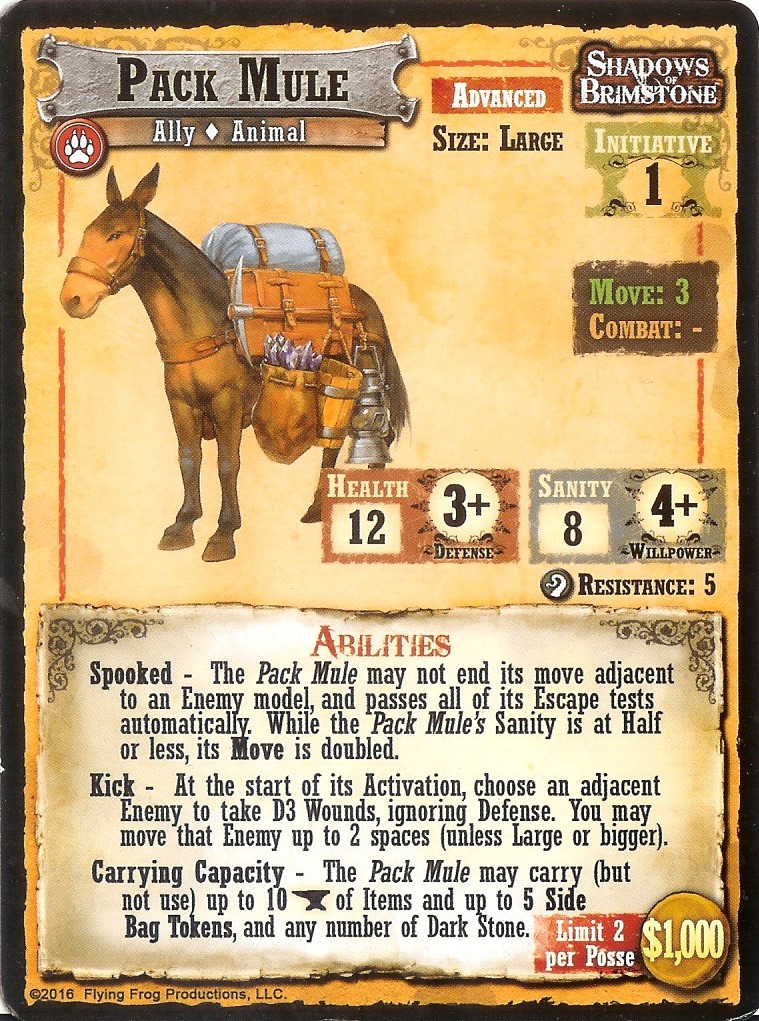 Pack Mule
Ally ♦ Animal
Advanced
Shadows
of
Brimstone
Size: Large
Initiative
1
Move: 3
Combat: -
Health
12
3+
Defense
Sanity
8
4+
Willpower
Resistance: 5
Abilities
Spooked - The Pack Mule may not end its move adjacent
to an Enemy model, and passes all of its Escape tests
automatically. While the Pack Mule's Sanity is at Half
or less, its Move is doubled.
Kick - At the start of its Activation, choose an adjacent
Enemy to take D3 Wounds, ignoring Defense. You may
move that Enemy up to 2 spaces (unless Large or bigger).
Carrying Capacity - The Pack Mule may carry (but
not use) up to 10 of Items and up to 5 Side
Bag Tokens, and any number of Dark Stone.
Limit 2
per Posse
$1,000
©2016 Flying Frog Productions, LLC.